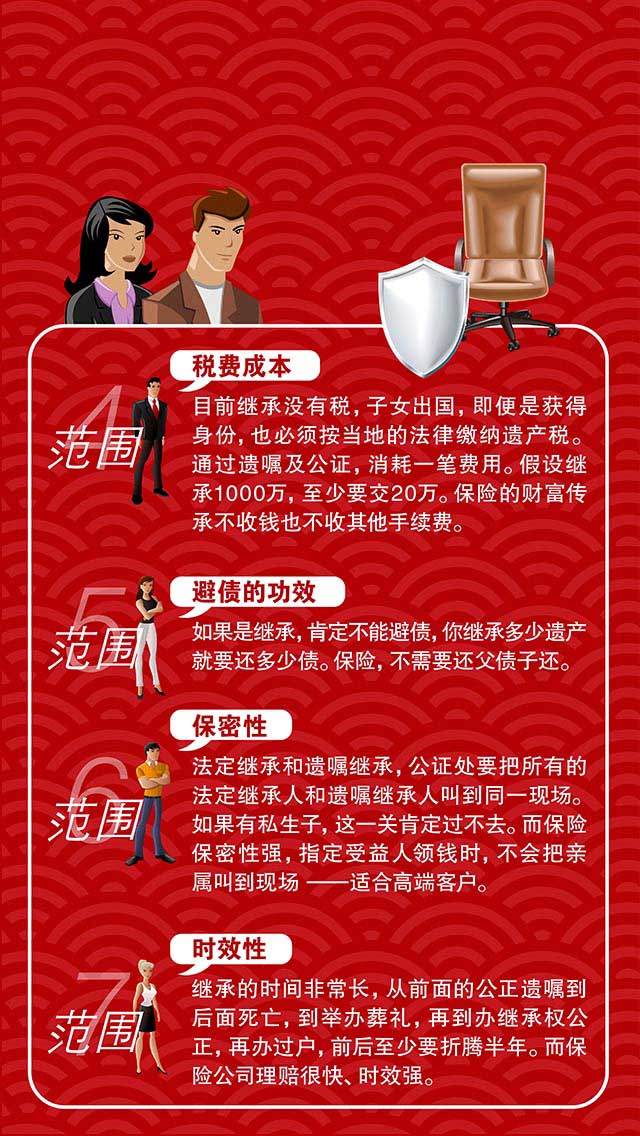 税费成本
4
范围
目前继承没有税，子女出国，即便是获得
身份，也必须按当地的法律缴纳遗产税。
通过遗嘱及公证，消耗一笔费用。假设继
承1000万，至少要交20万。保险的财富传
承不收钱也不收其他手续费。
避债的功效
5
范围
如果是继承，肯定不能避债，你继承多少遗产
就要还多少债。保险，不需要还父债子还。
保密性
6
范围
法定继承和遗嘱继承，公证处要把所有的
法定继承人和遗嘱继承人叫到同一现场。
如果有私生子，这一关肯定过不去。而保险
保密性强，指定受益人领钱时，不会把亲
属叫到现场 ——适合高端客户。
时效性
7
范围
继承的时间非常长，从前面的公正遗嘱到
后面死亡，到举办葬礼，再到办继承权公
正，再办过户，前后至少要折腾半年。而保
险公司理赔很快、时效强。